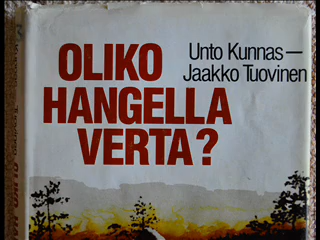 Unto Kunnas—
Jaakko Tuovinen
OLIKO
HANGELLA
VERTA?